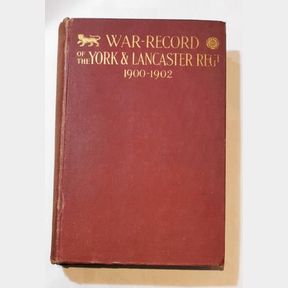 WAR-RECORD
OF THE YORK & LANCASTER REGT
1900-1902